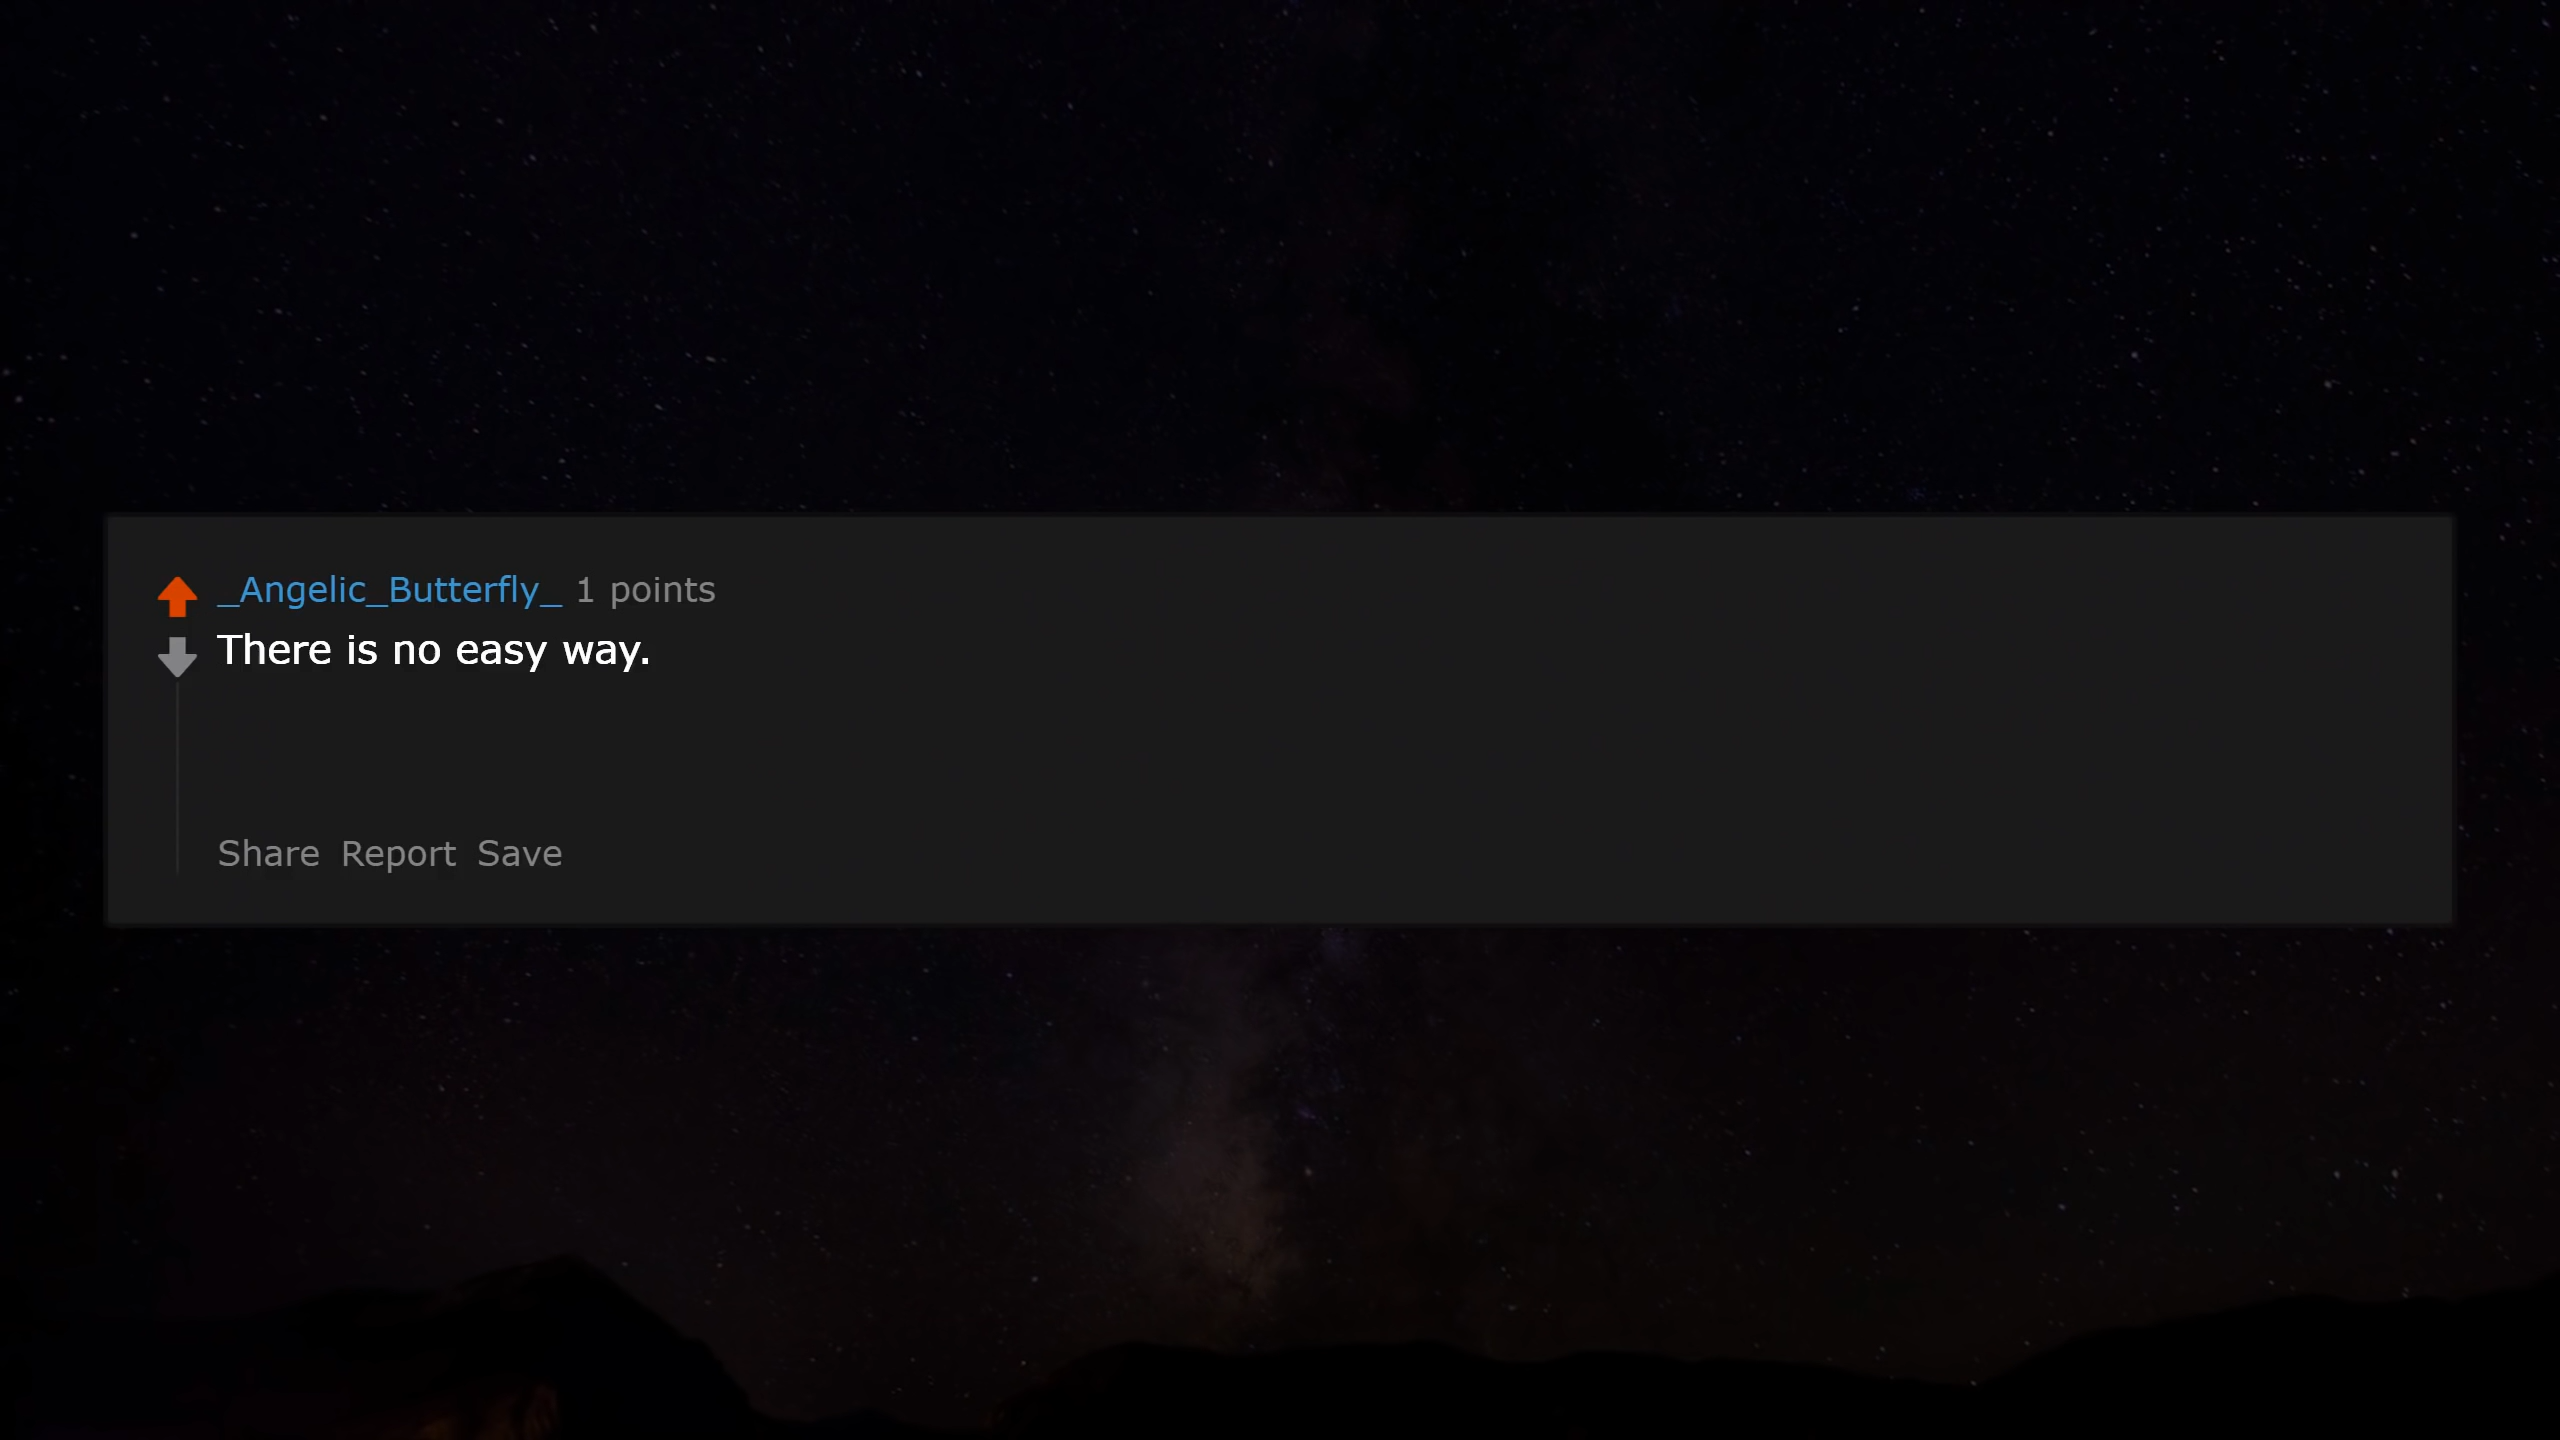 _Angelic_Butterfly_ 1 points
There is no easy way.
Share Report Save